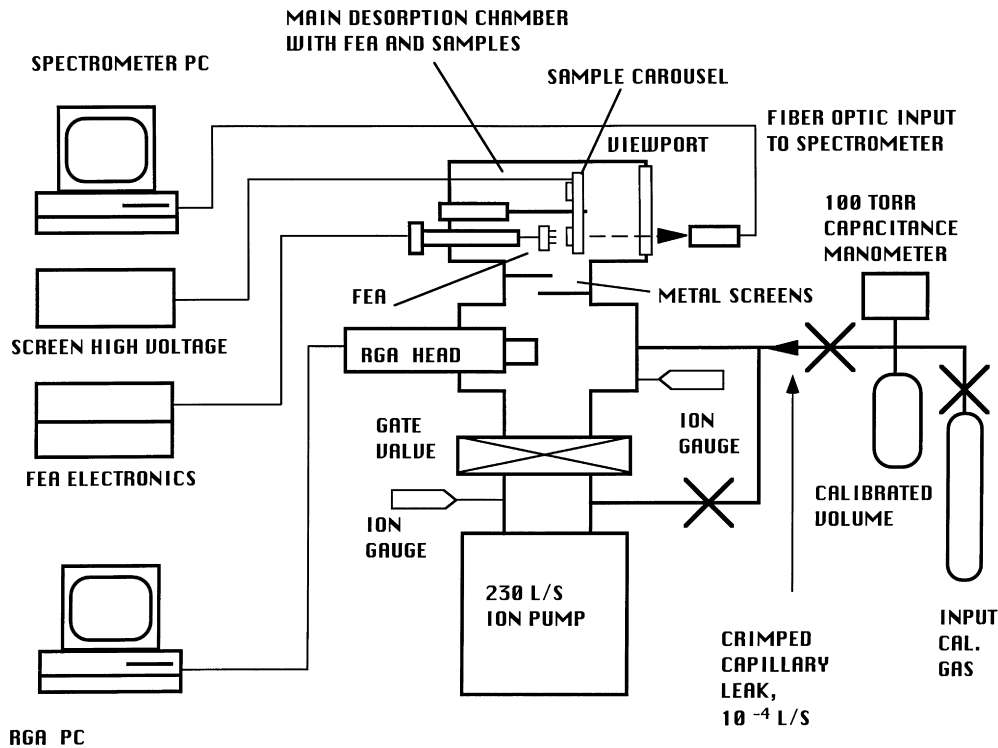 MAIN DESORPTION CHAMBER
WITH FEA AND SAMPLES
SPECTROMETER PC
SAMPLE CAROUSEL
FIBER OPTIC INPUT
TO SPECTROMETER
VIEWPORT
100 TORR
CAPACITANCE
MANOMETER
FEA
METAL SCREENS
SCREEN HIGH VOLTAGE
RGA HEAD
GATE
VALVE
ION
GAUGE
FEA ELECTRONICS
CALIBRATED
VOLUME
ION
GAUGE
230 L/S
ION PUMP
INPUT
CAL.
GAS
CRIMPED
CAPILLARY
LEAK,
10 -4 L/S
RGA PC